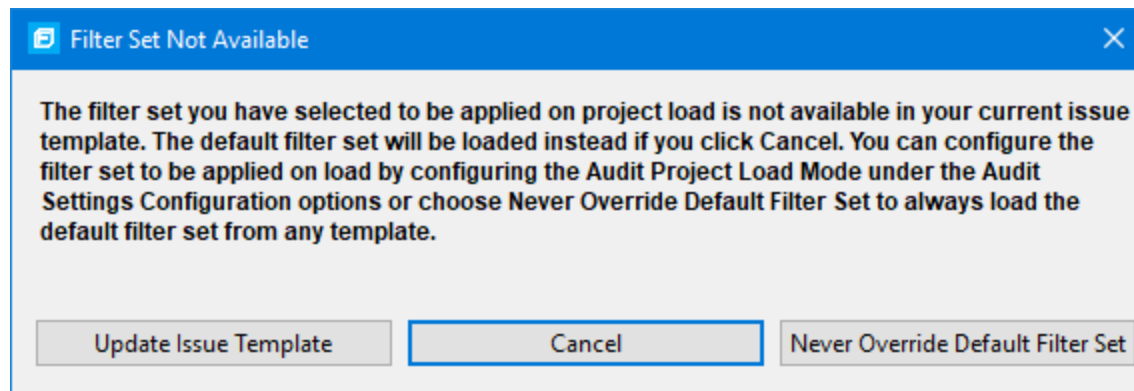 Filter Set Not Available
The filter set you have selected to be applied on project load is not available in your current issue
template. The default filter set will be loaded instead if you click Cancel. You can configure the
filter set to be applied on load by configuring the Audit Project Load Mode under the Audit
Settings Configuration options or choose Never Override Default Filter Set to always load the
default filter set from any template.
Update Issue Template
Cancel
Never Override Default Filter Set